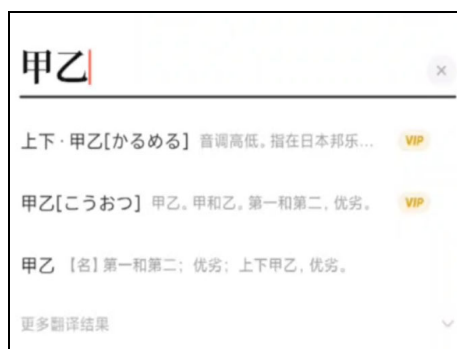 甲乙
上下·甲乙[かるめる] 音调高低。指在日本邦乐... VIP
甲乙[こうおつ] 甲乙。甲和乙。第一和第二,优劣。 VIP
甲乙 【名】第一和第二; 优劣; 上下甲乙, 优劣。
更多翻译结果